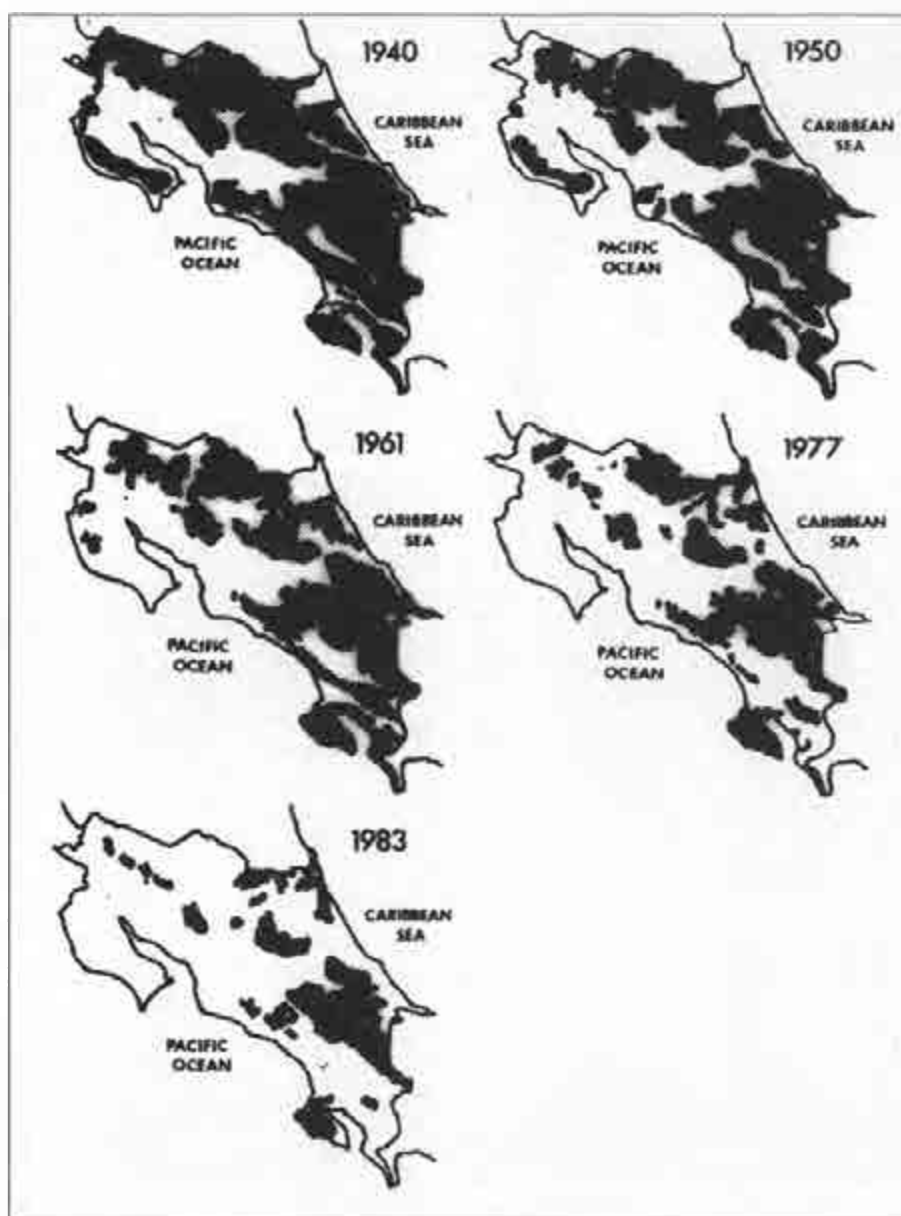 1940
CARIBBEAN
SEA
PACIFIC
OCEAN
1950
CARIBBEAN
SEA
PACIFIC
OCEAN
1961
CARIBBEAN
SEA
PACIFIC
OCEAN
1977
CARIBBEAN
SEA
PACIFIC
OCEAN
1983
CARIBBEAN
SEA
PACIFIC
OCEAN